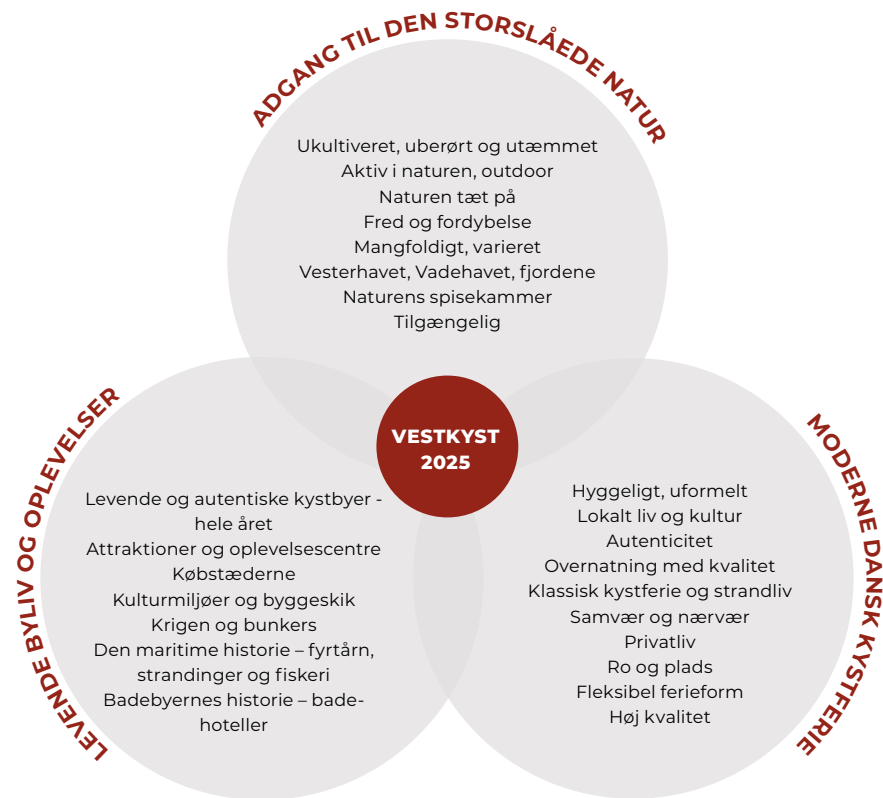 ADGANG TIL DEN STORSLÅEDE NATUR
Ukultiveret, uberørt og utæmmet
Aktiv i naturen, outdoor
Naturen tæt på
Fred og fordybelse
Mangfoldigt, varieret
Vesterhavet, Vadehavet, fjordene
Naturens spisekammer
Tilgængelig
VESTKYST
2025
LEVENDE BYLIV OG OPLEVELSER
Levende og autentiske kystbyer -
hele året
Attraktioner og oplevelsescentre
Købstæderne
Kulturmiljøer og byggeskik
Krigen og bunkers
Den maritime historie – fyrtårn,
strandinger og fiskeri
Badebyernes historie – bade-
hoteller
MODERNE DANSK KYSTFERIE
Hyggeligt, uformelt
Lokalt liv og kultur
Autenticitet
Overnatning med kvalitet
Klassisk kystferie og strandliv
Samvær og nærvær
Privatliv
Ro og plads
Fleksibel ferieform
Høj kvalitet